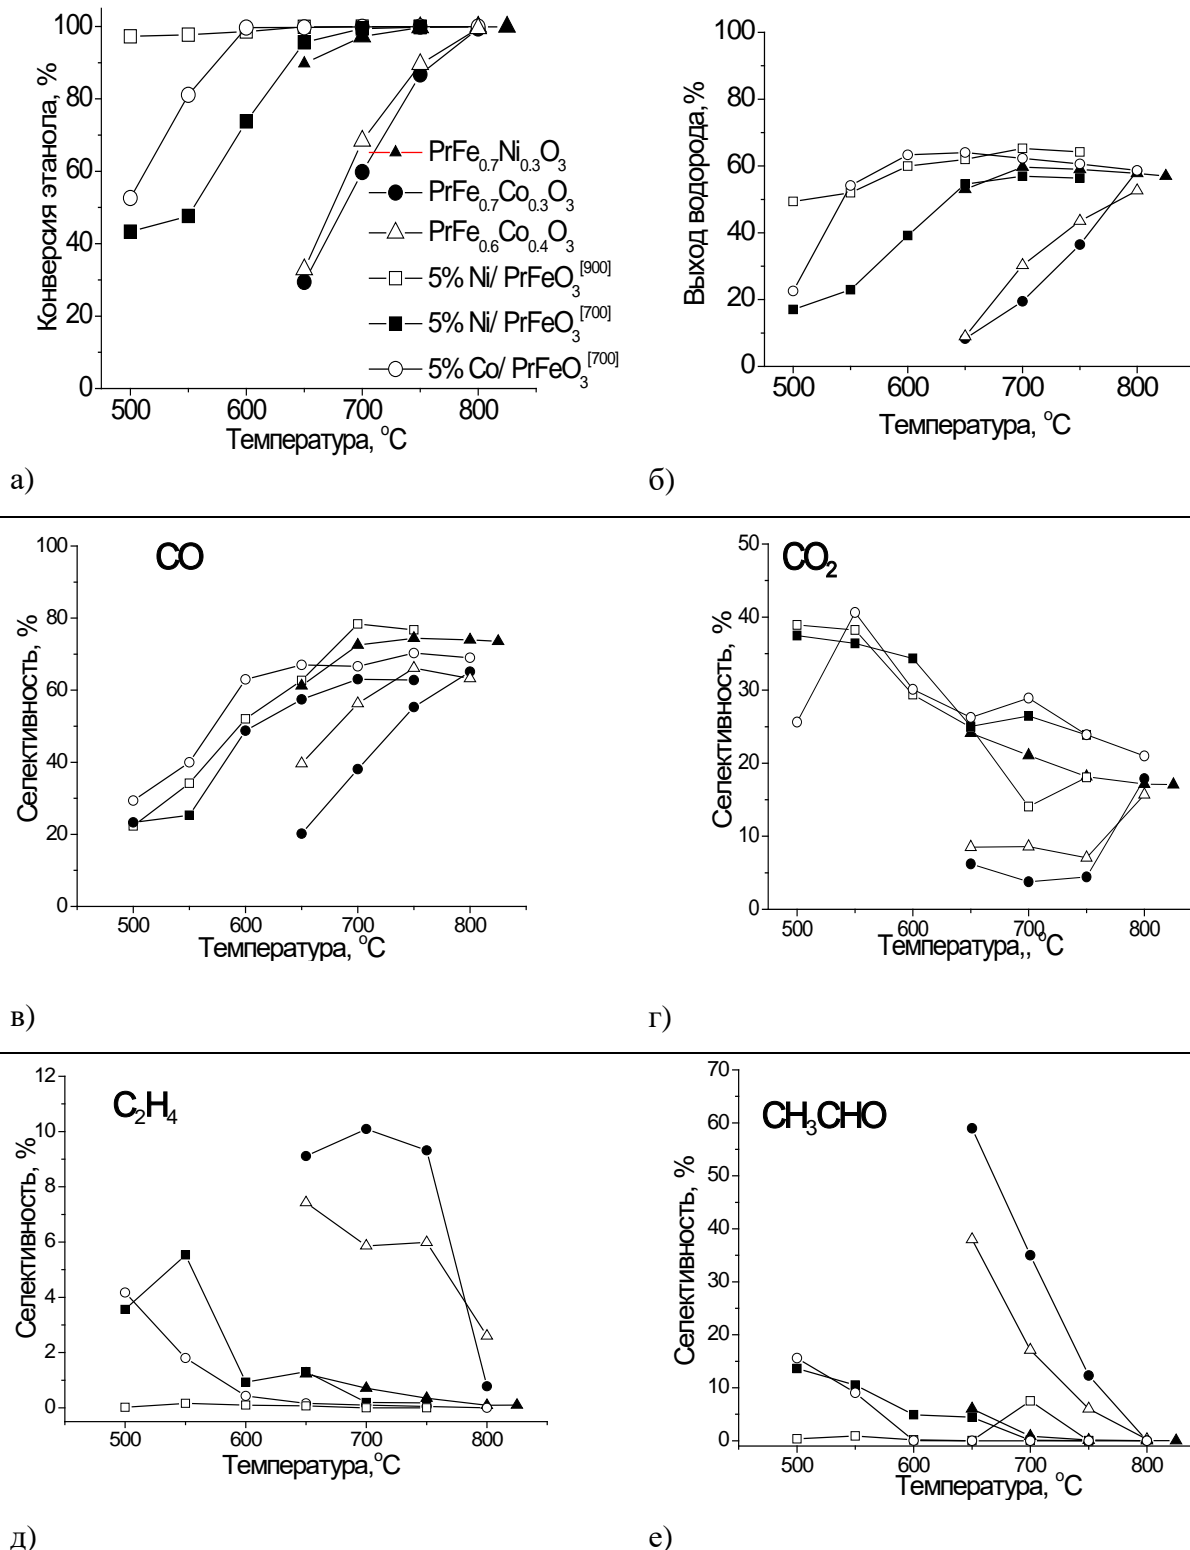 100
80
60
40
20
0
Конверсия этанола, %
PrFe0.7Ni0.3O3
PrFe0.7Co0.3O3
PrFe0.6Co0.4O3
5% Ni/ PrFeO3[900]
5% Ni/ PrFeO3[700]
5% Co/ PrFeO3[700]
500 600 700 800
Температура, °C
а)
100
80
60
40
20
0
Выход водорода,%
500 600 700 800
Температура, °C
б)
CO
100
80
60
40
20
0
Селективность, %
500 600 700 800
Температура, °C
в)
CO2
50
40
30
20
10
0
Селективность, %
500 600 700 800
Температура,, °C
г)
C2H4
12
10
8
6
4
2
0
Селективность, %
500 600 700 800
Температура,°C
д)
CH3CHO
70
60
50
40
30
20
10
0
Селективность, %
500 600 700 800
Температура, °C
е)